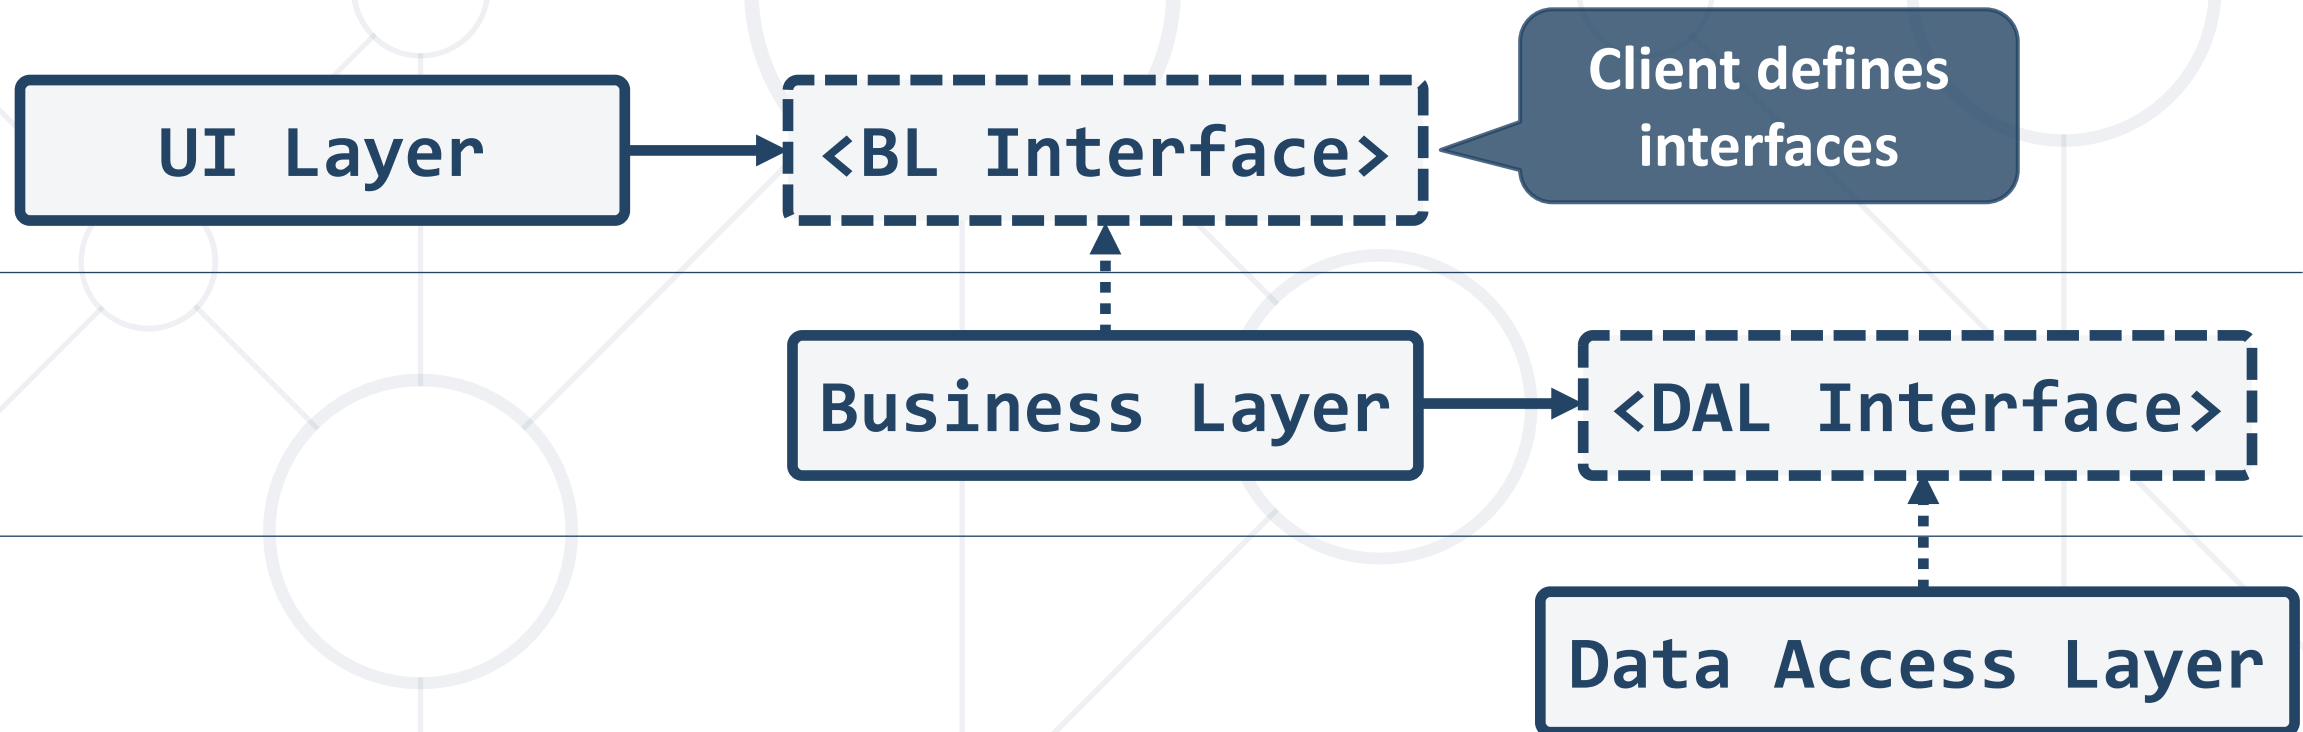 UI Layer
<BL Interface>
Client defines
interfaces
Business Layer
<DAL Interface>
Data Access Layer